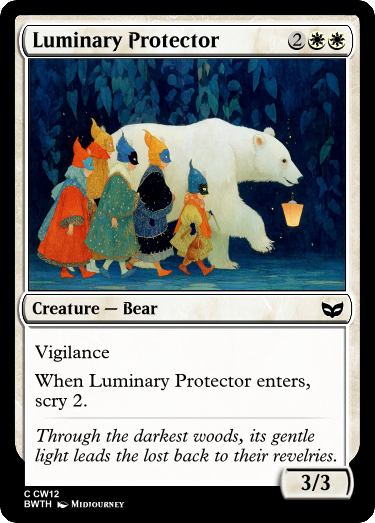 Luminary Protector 2
Creature — Bear
Vigilance
When Luminary Protector enters,
scry 2.
Through the darkest woods, its gentle
light leads the lost back to their revelries.
3/3
C CW12
BWTH Midjourney